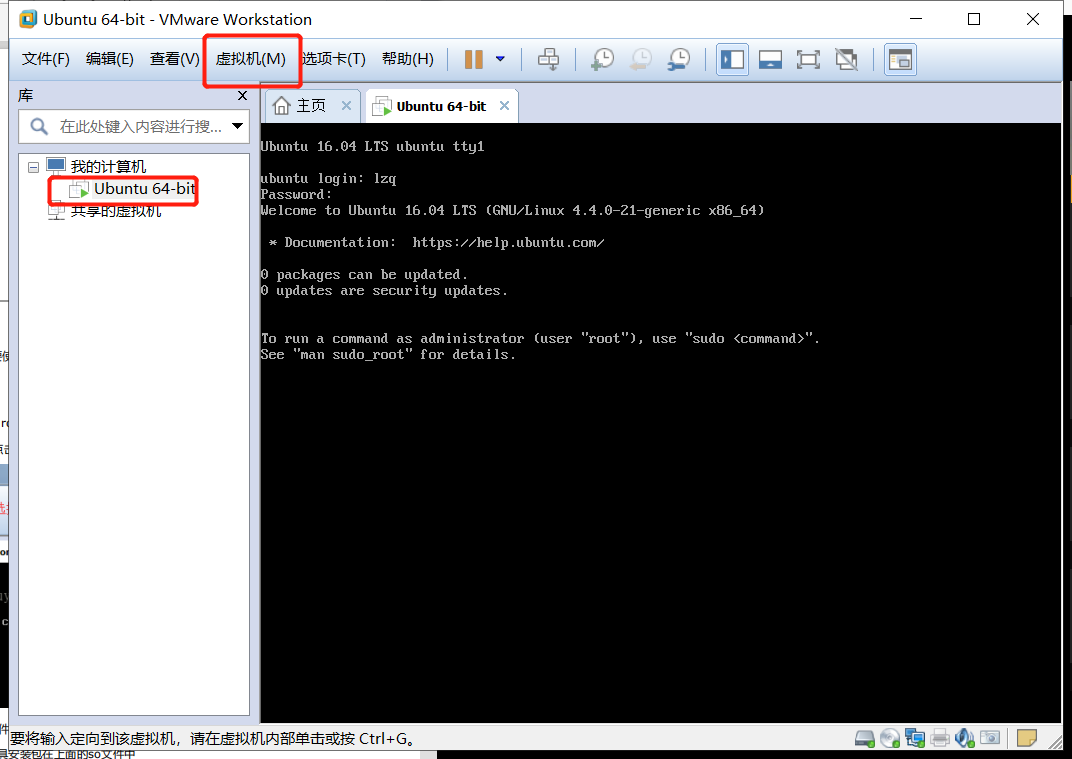 Ubuntu 64-bit - VMware Workstation
文件(F) 编辑(E) 查看(V) 虚拟机(M) 选项卡(T) 帮助(H)
库
在此处键入内容进行搜...
我的计算机
Ubuntu 64-bit
共享的虚拟机
主页
Ubuntu 64-bit
Ubuntu 16.04 LTS ubuntu tty1
ubuntu login: lzq
Password:
Welcome to Ubuntu 16.04 LTS (GNU/Linux 4.4.0-21-generic x86_64)
* Documentation: https://help.ubuntu.com/
0 packages can be updated.
0 updates are security updates.
To run a command as administrator (user "root"), use "sudo <command>".
See "man sudo_root" for details.
要将输入定向到该虚拟机，请在虚拟机内部单击或按 Ctrl+G。